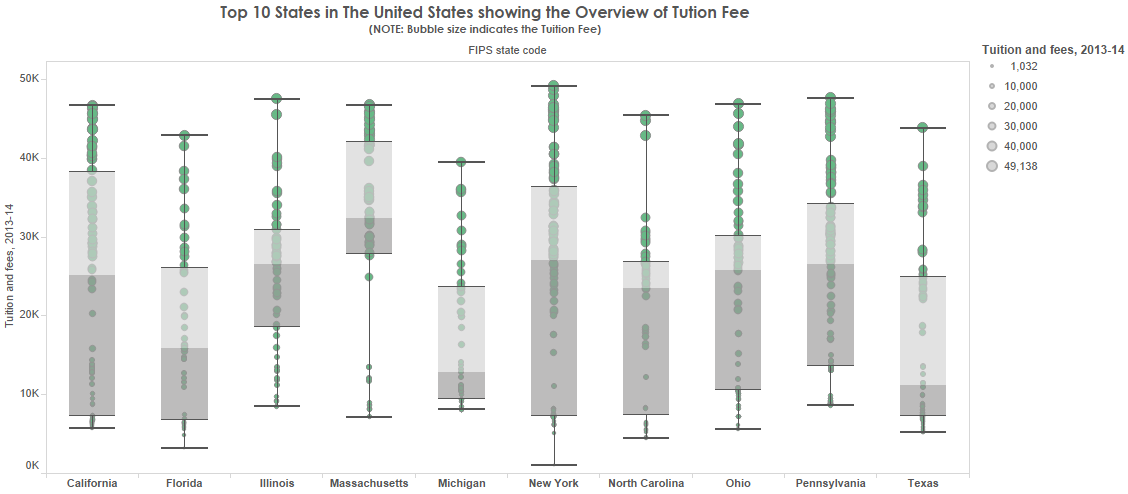 Top 10 States in The United States showing the Overview of Tution Fee
(NOTE: Bubble size indicates the Tuition Fee)
FIPS state code
Tuition and fees, 2013-14
1,032
10,000
20,000
30,000
40,000
49,138
Tuition and fees, 2013-14
50K
40K
30K
20K
10K
0K
California Florida Illinois Massachusetts Michigan New York North Carolina Ohio Pennsylvania Texas